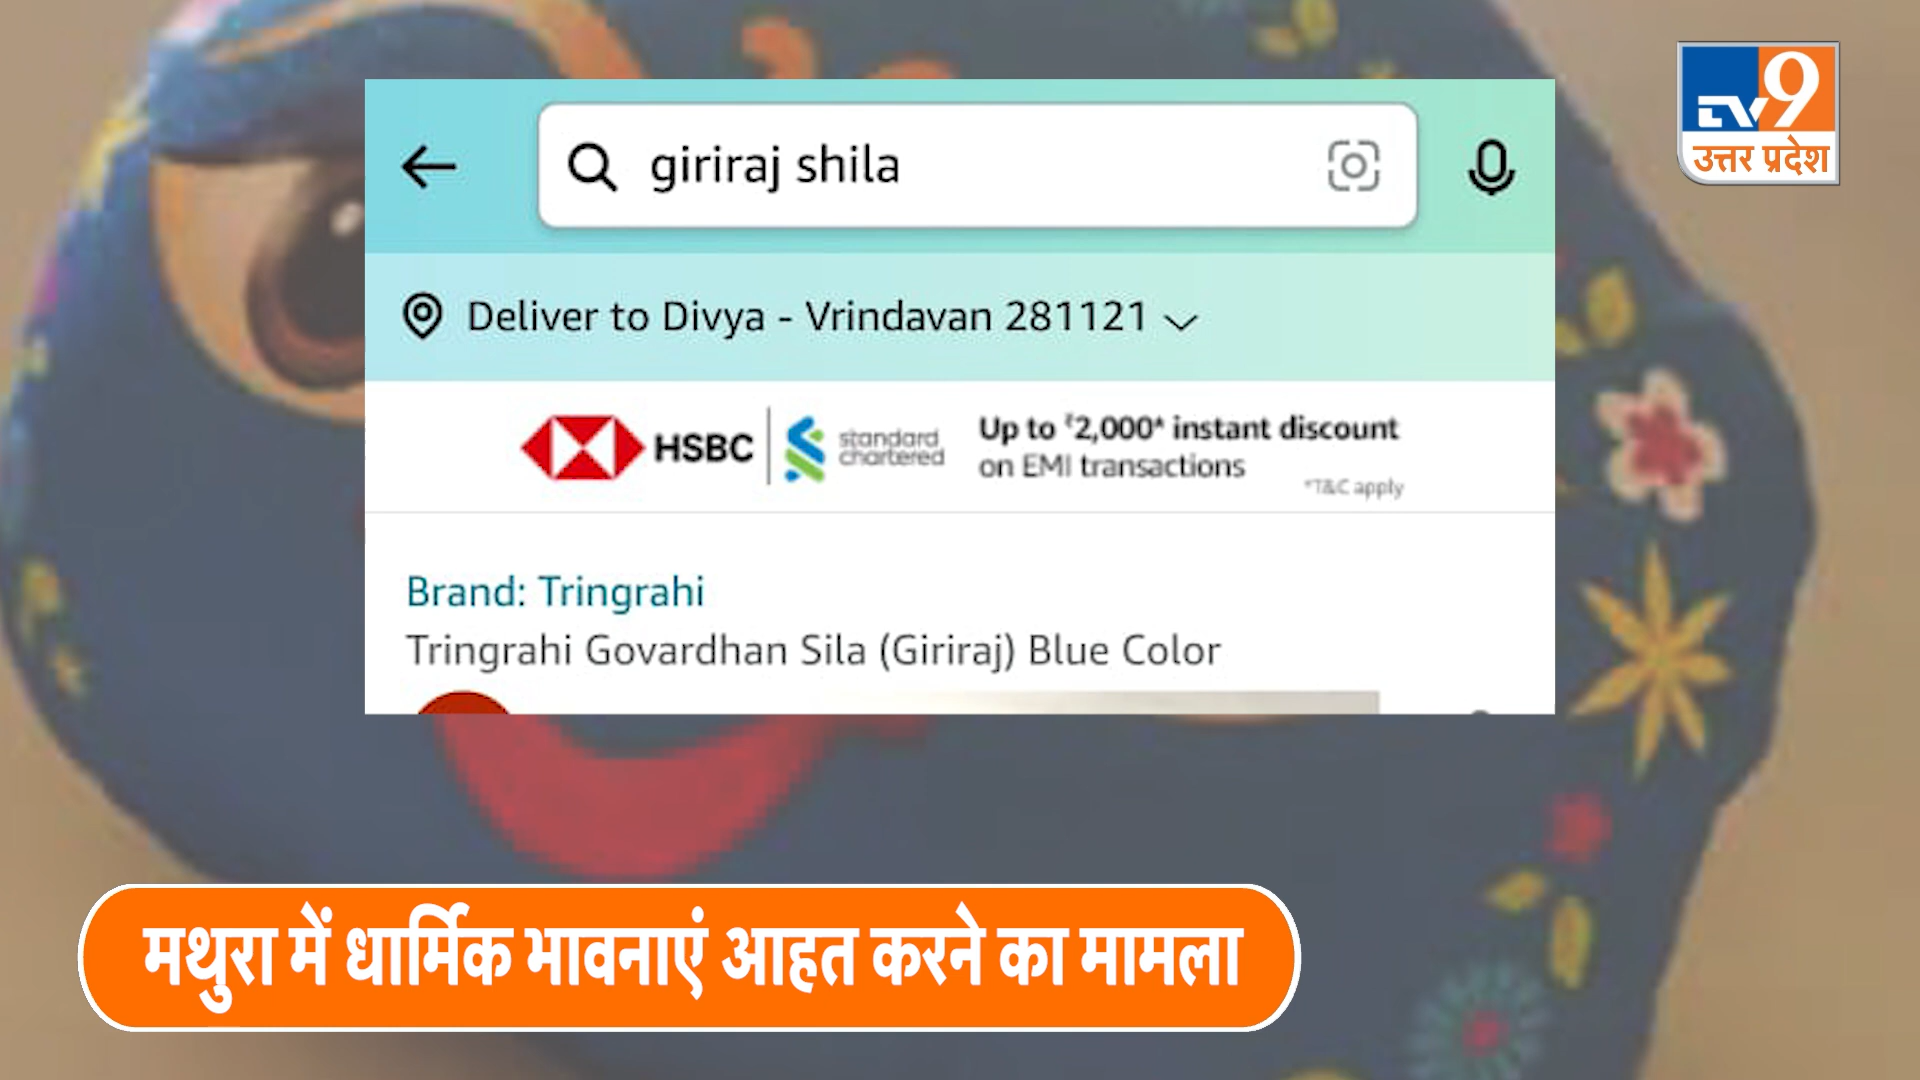 TV9
उत्तर प्रदेश
giriraj shila
Deliver to Divya - Vrindavan 281121
HSBC
standard
chartered
Up to ₹2,000* instant discount
on EMI transactions
*T&C apply
Brand: Tringrahi
Tringrahi Govardhan Sila (Giriraj) Blue Color
मथुरा में धार्मिक भावनाएं आहत करने का मामला